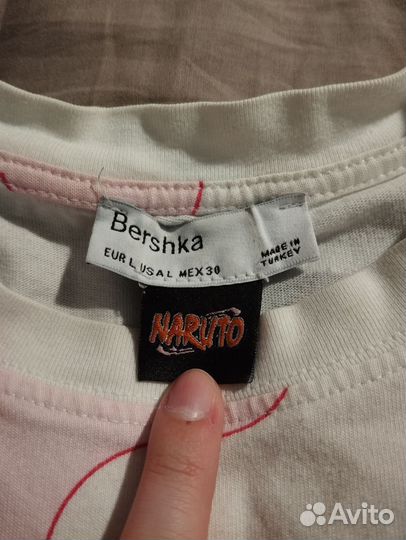 Bershka
EUR L USA L MEX 30
MADE IN
TURKEY
NARUTO
Avito